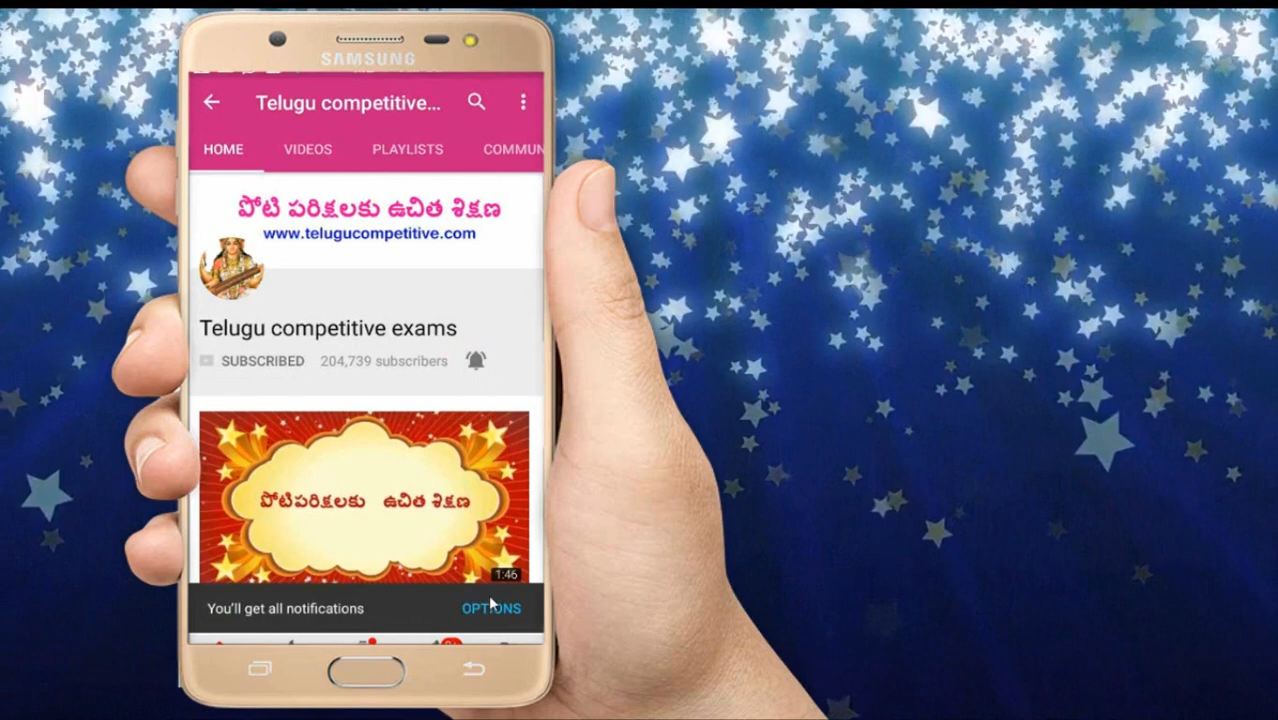 SAMSUNG
Telugu competitive...
HOME VIDEOS PLAYLISTS COMMUN
పోటి పరిక్షలకు ఉచిత శిక్షణ
www.telugucompetitive.com
Telugu competitive exams
SUBSCRIBED 204,739 subscribers
పోటిపరిక్షలకు ఉచిత శిక్షణ
1:46
You'll get all notifications OPTIONS